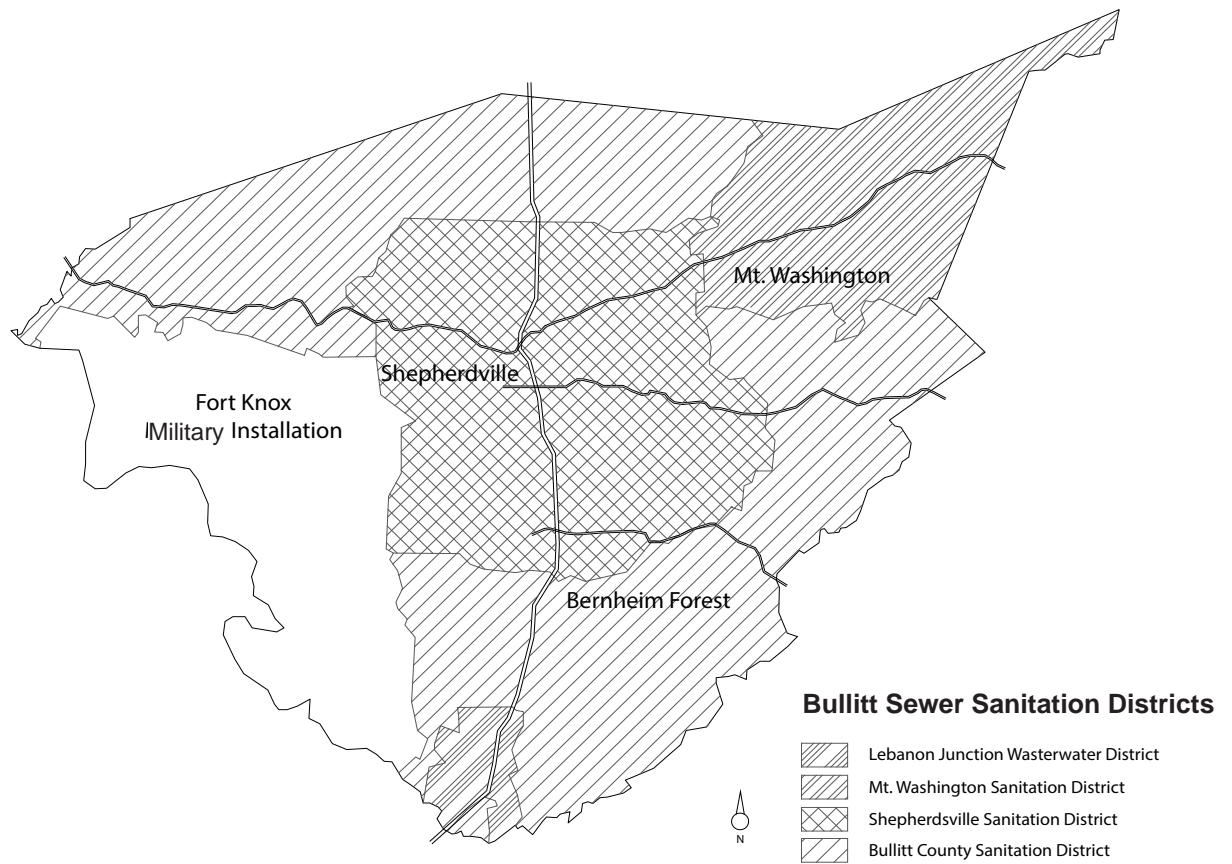 Mt. Washington
Shepherdville
Fort Knox
Military Installation
Bernheim Forest
Bullitt Sewer Sanitation Districts
Lebanon Junction Wasterwater District
Mt. Washington Sanitation District
Shepherdsville Sanitation District
Bullitt County Sanitation District
N